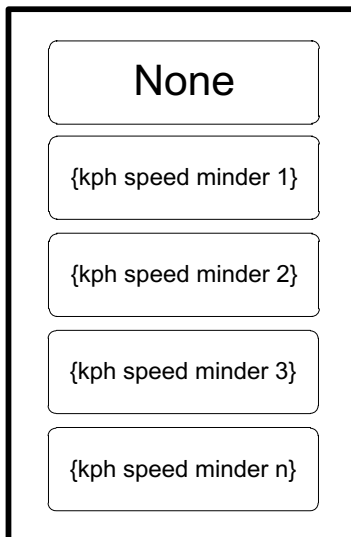 None
{kph speed minder 1}
{kph speed minder 2}
{kph speed minder 3}
{kph speed minder n}